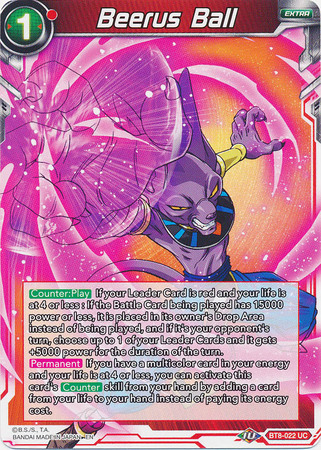 1
Beerus Ball
EXTRA
Counter:Play If your Leader Card is red and your life is
at 4 or less : If the Battle Card being played has 15000
power or less, it is placed in its owner's Drop Area
instead of being played, and if it's your opponent's
turn, choose up to 1 of your Leader Cards and it gets
+5000 power for the duration of the turn.
Permanent If you have a multicolor card in your energy
and your life is at 4 or less, you can activate this
card's Counter skill from your hand by adding a card
from your life to your hand instead of paying its energy
cost.
©B.S./S., T.A.
BANDAI MADE IN JAPAN EN
BT8-022 UC